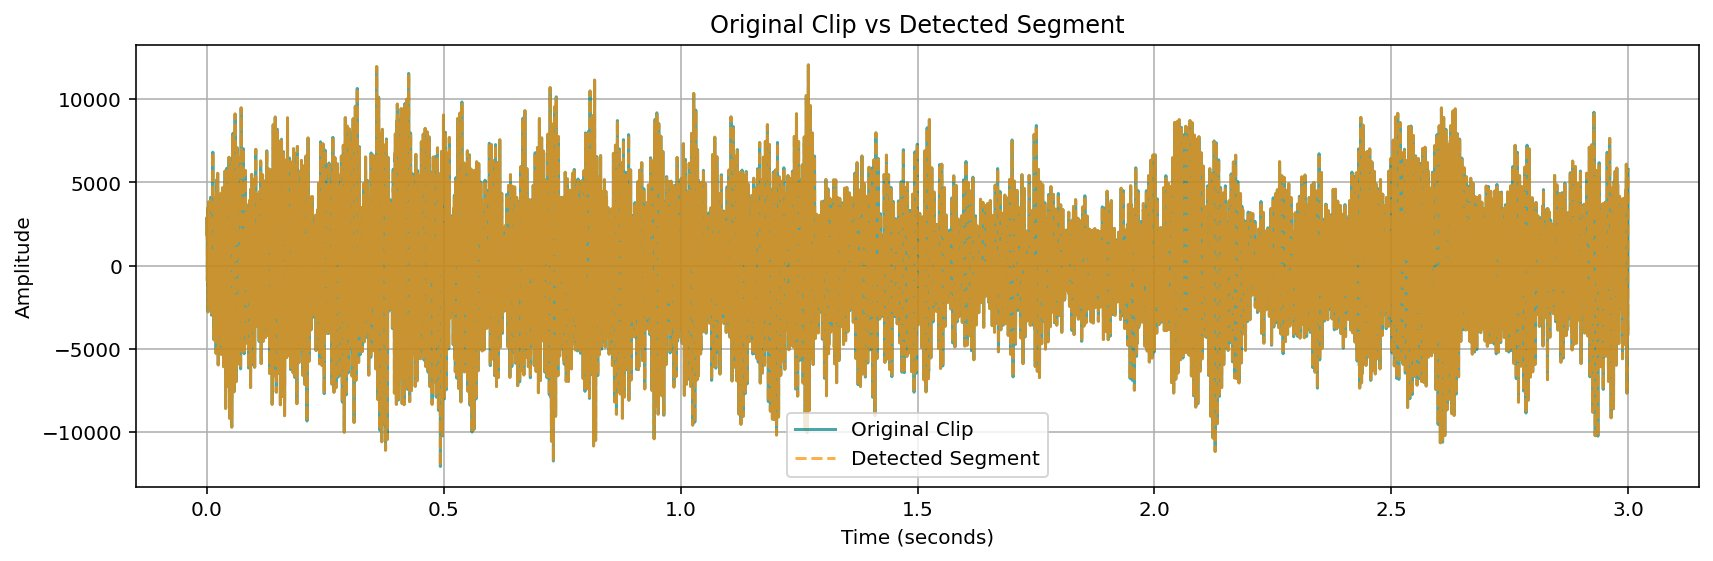 Original Clip vs Detected Segment
Amplitude
10000
5000
0
−5000
−10000
Original Clip
Detected Segment
0.0 0.5 1.0 1.5 2.0 2.5 3.0
Time (seconds)